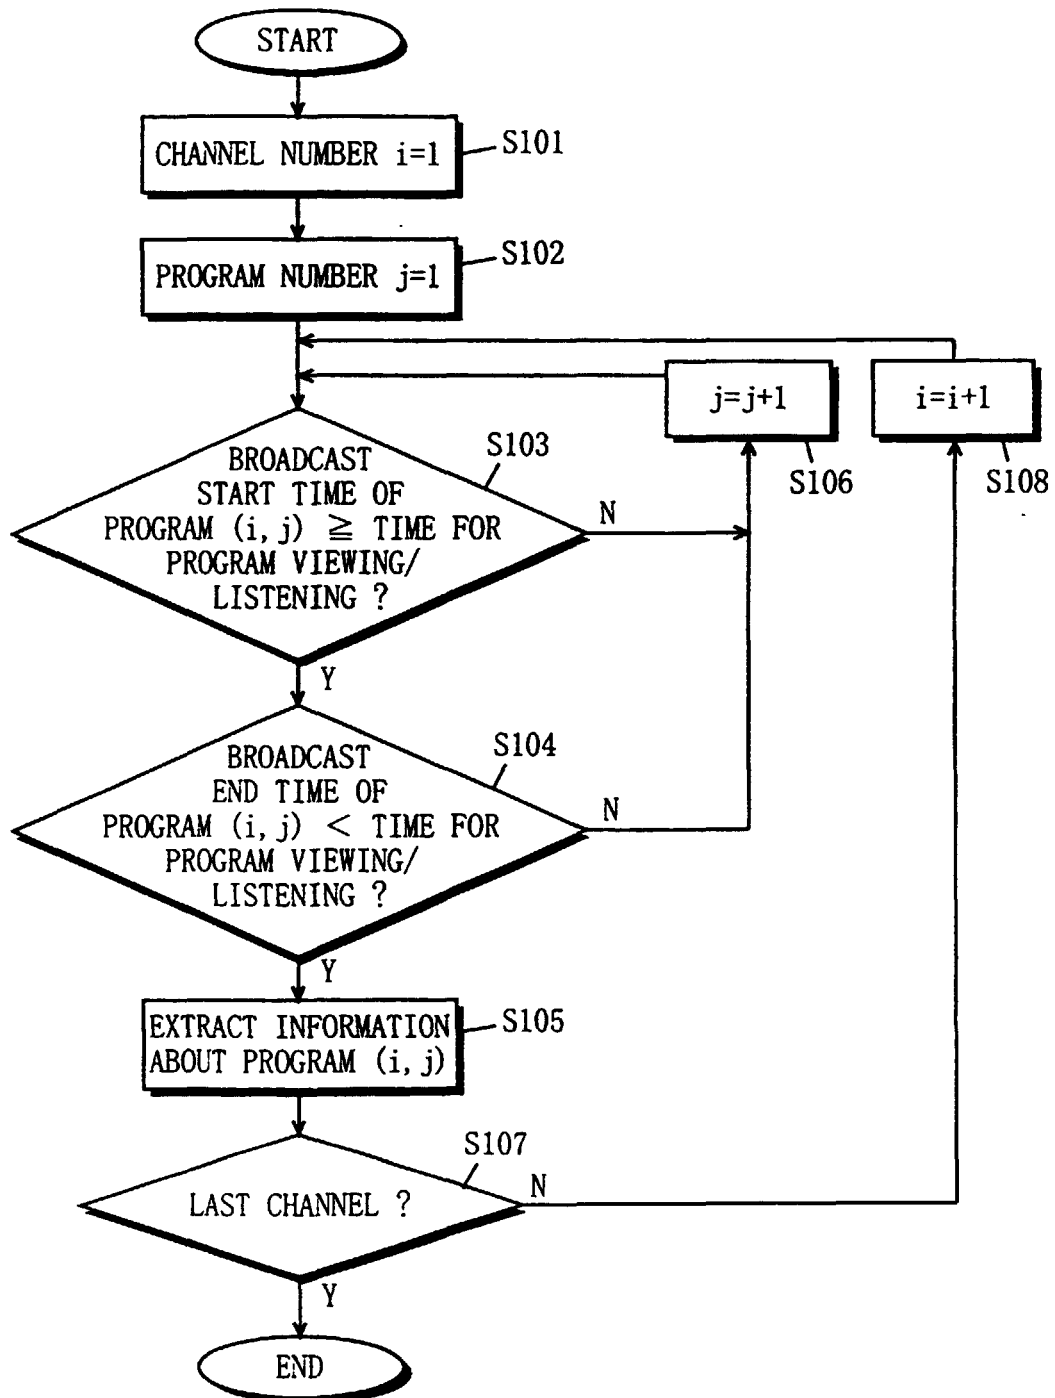 START
CHANNEL NUMBER i=1
S101
PROGRAM NUMBER j=1
S102
j=j+1
S106
i=i+1
S108
BROADCAST
START TIME OF
PROGRAM (i, j) ≧ TIME FOR
PROGRAM VIEWING/
LISTENING ?
S103
N
Y
BROADCAST
END TIME OF
PROGRAM (i, j) < TIME FOR
PROGRAM VIEWING/
LISTENING ?
S104
N
Y
EXTRACT INFORMATION
ABOUT PROGRAM (i, j)
S105
LAST CHANNEL ?
S107
N
Y
END